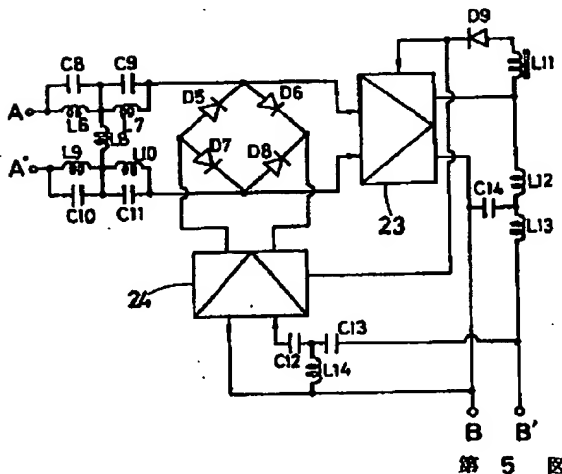 D9
L11
C8 C9
D5 D6
A
L6 L7
L8
D7 D8
A'
L9 L10
C10 C11
23
L12
C14
L13
24
C12 C13
L14
B B'
第 5 図